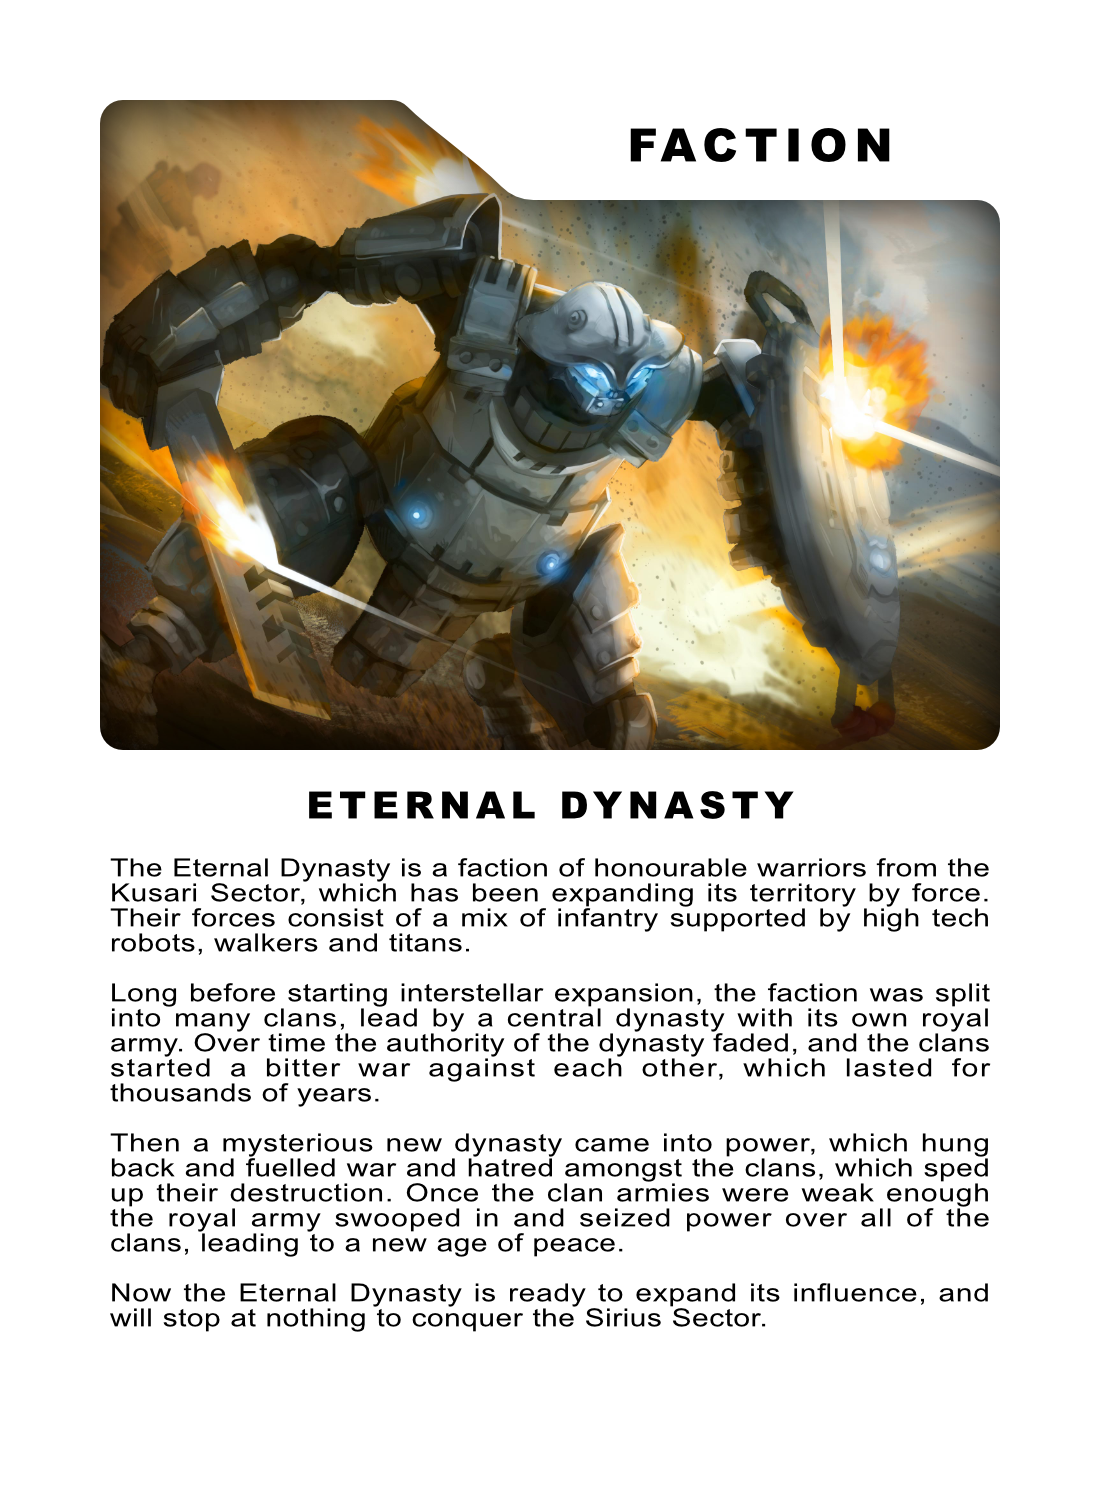 FACTION
ETERNAL DYNASTY
The Eternal Dynasty is a faction of honourable warriors from the
Kusari Sector, which has been expanding its territory by force.
Their forces consist of a mix of infantry supported by high tech
robots, walkers and titans.
Long before starting interstellar expansion, the faction was split
into many clans, lead by a central dynasty with its own royal
army. Over time the authority of the dynasty faded, and the clans
started a bitter war against each other, which lasted for
thousands of years.
Then a mysterious new dynasty came into power, which hung
back and fuelled war and hatred amongst the clans, which sped
up their destruction. Once the clan armies were weak enough
the royal army swooped in and seized power over all of the
clans, leading to a new age of peace.
Now the Eternal Dynasty is ready to expand its influence, and
will stop at nothing to conquer the Sirius Sector.